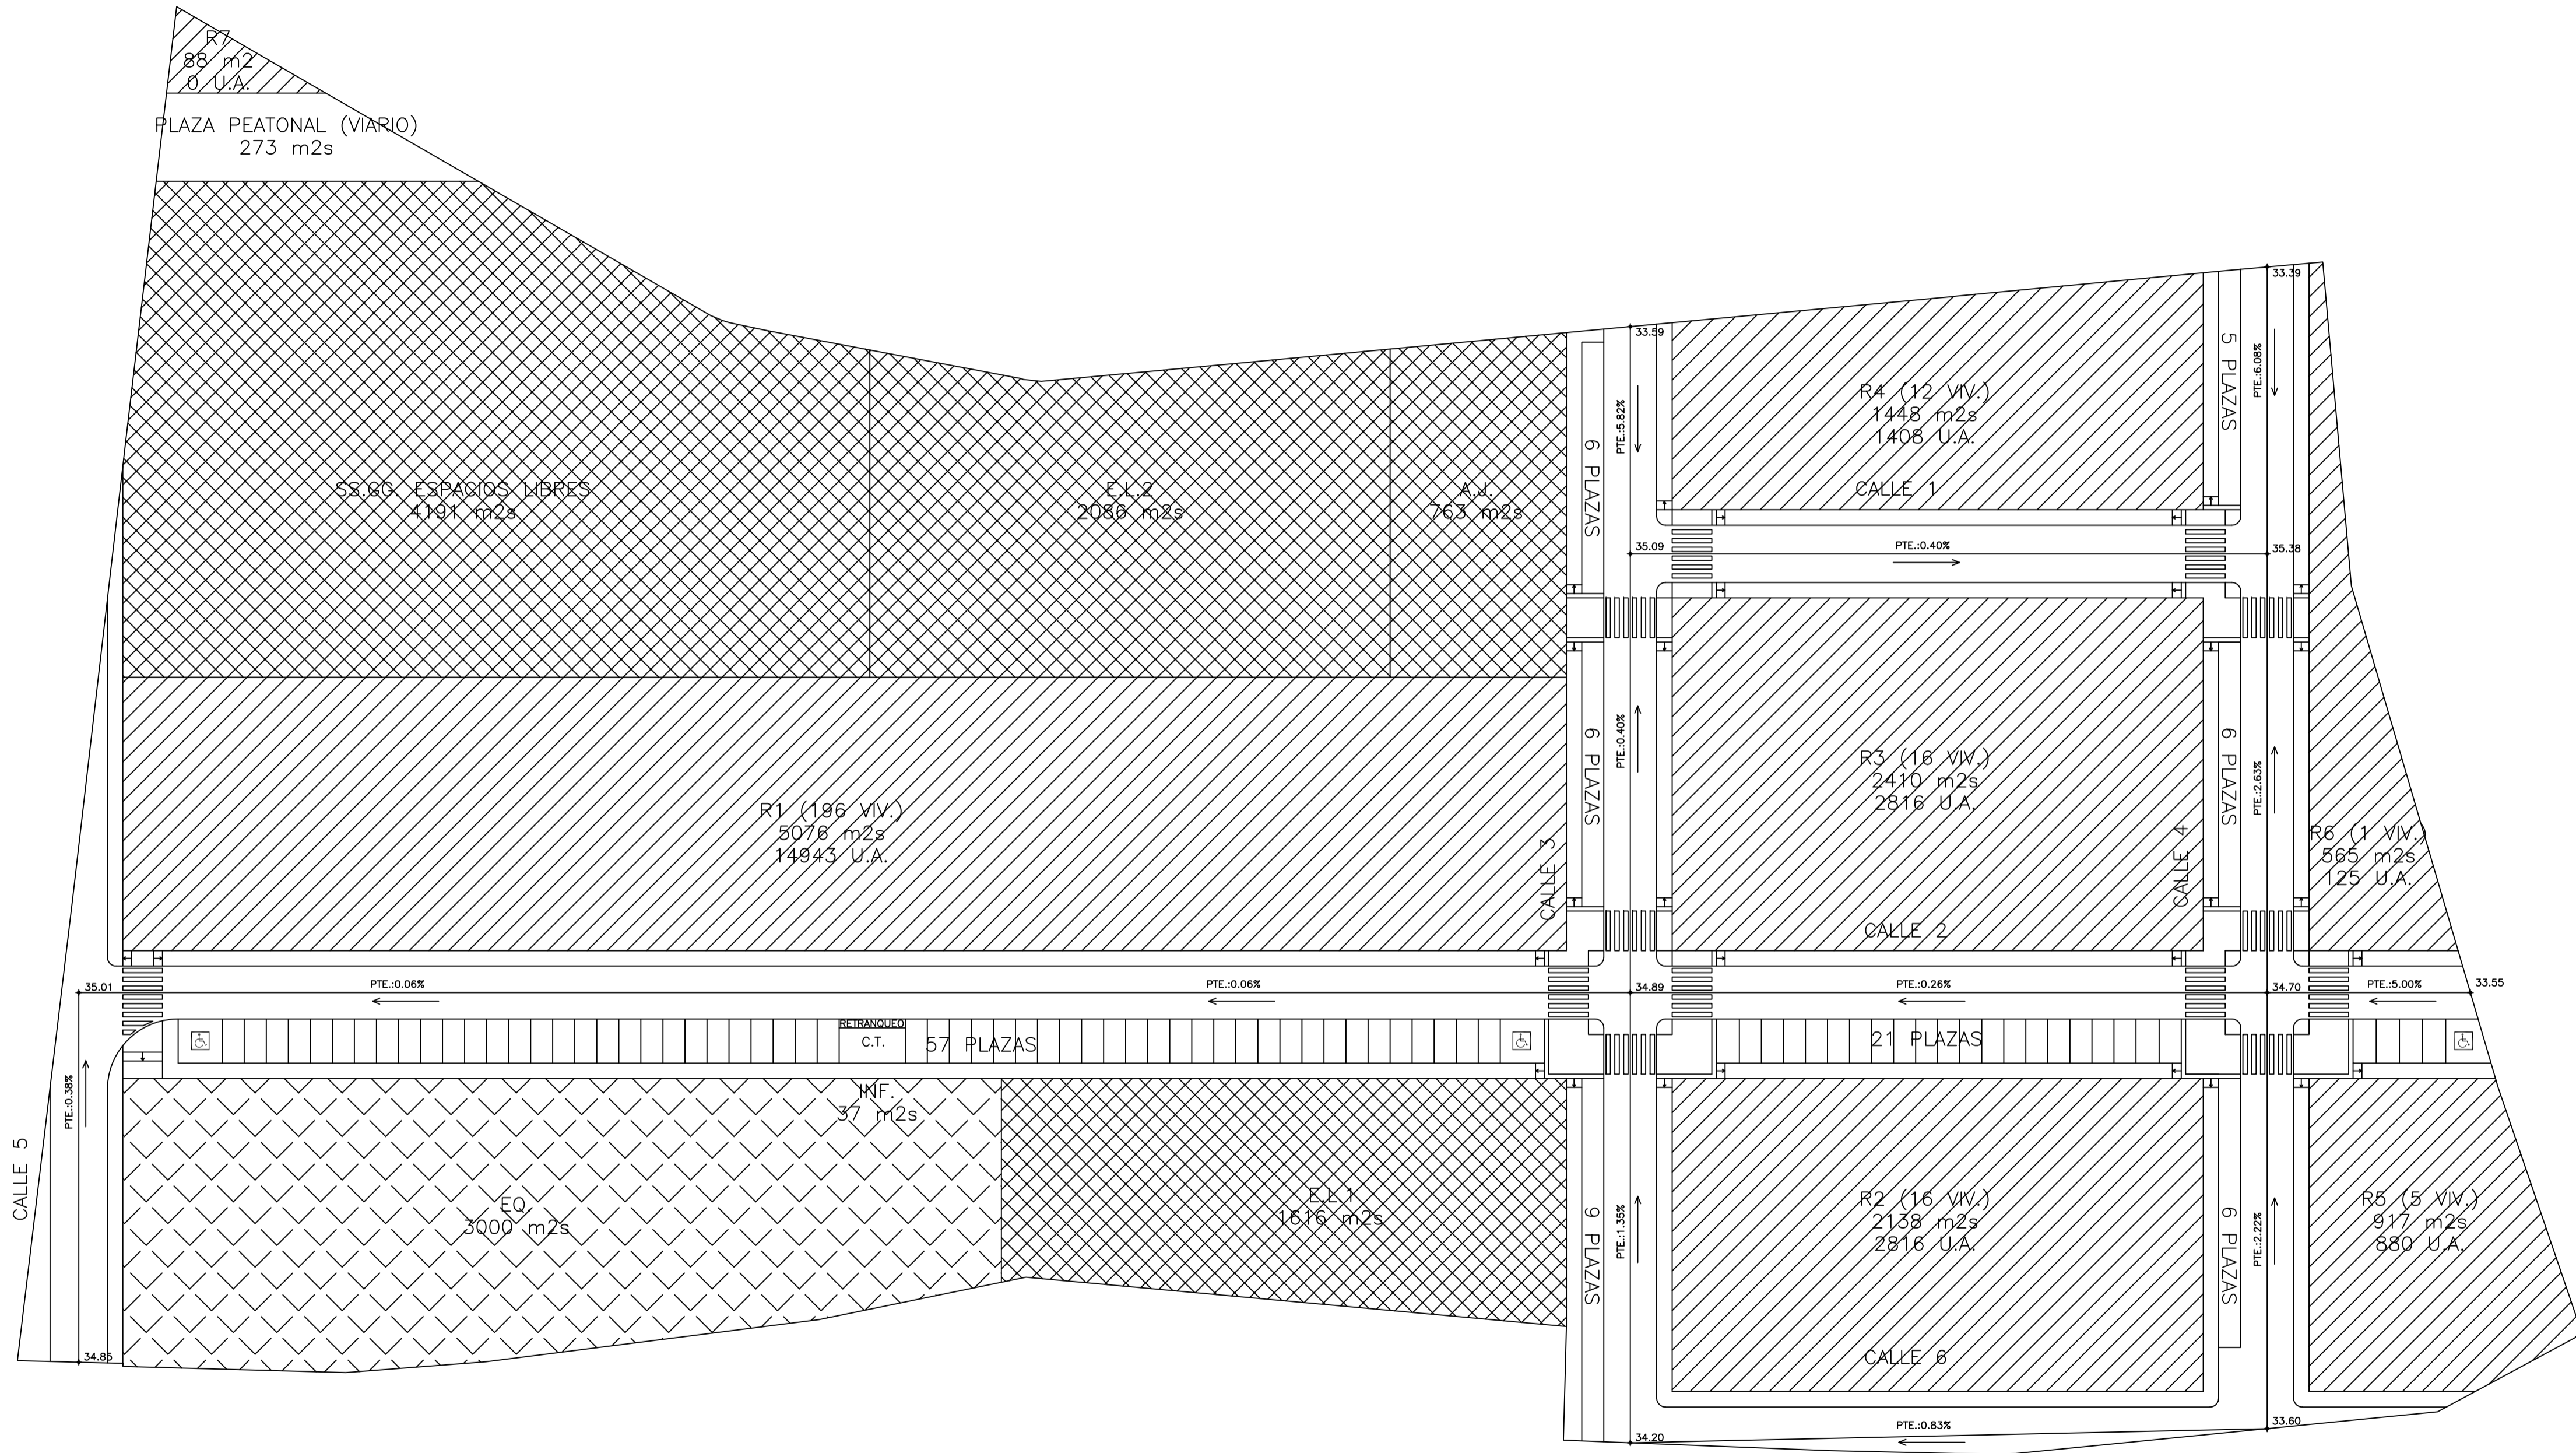 R7
88 m2
0 U.A.
PLAZA PEATONAL (VIARIO)
273 m2s
SS.GG. ESPACIOS LIBRES
4191 m2s
E.L.2
2086 m2s
A.J.
763 m2s
6 PLAZAS
33.59
PTE.:5.82%
R4 (12 VIV.)
1448 m2s
1408 U.A.
CALLE 1
5 PLAZAS
PTE.:6.08%
33.39
35.09
PTE.:0.40%
35.38
R1 (196 VIV.)
5076 m2s
14943 U.A.
CALLE 3
6 PLAZAS
PTE.:0.40%
R3 (16 VIV.)
2410 m2s
2816 U.A.
CALLE 2
CALLE 4
6 PLAZAS
PTE.:2.63%
R6 (1 VIV.)
565 m2s
125 U.A.
35.01
PTE.:0.06%
PTE.:0.06%
34.89
PTE.:0.26%
34.70
PTE.:5.00%
33.55
RETRANQUEO
C.T.
57 PLAZAS
21 PLAZAS
CALLE 5
PTE.:0.38%
34.85
INF.
37 m2s
EQ.
3000 m2s
E.L.1
1616 m2s
9 PLAZAS
PTE.:1.35%
R2 (16 VIV.)
2138 m2s
2816 U.A.
CALLE 6
6 PLAZAS
PTE.:2.22%
R5 (5 VIV.)
917 m2s
880 U.A.
34.20
PTE.:0.83%
33.60